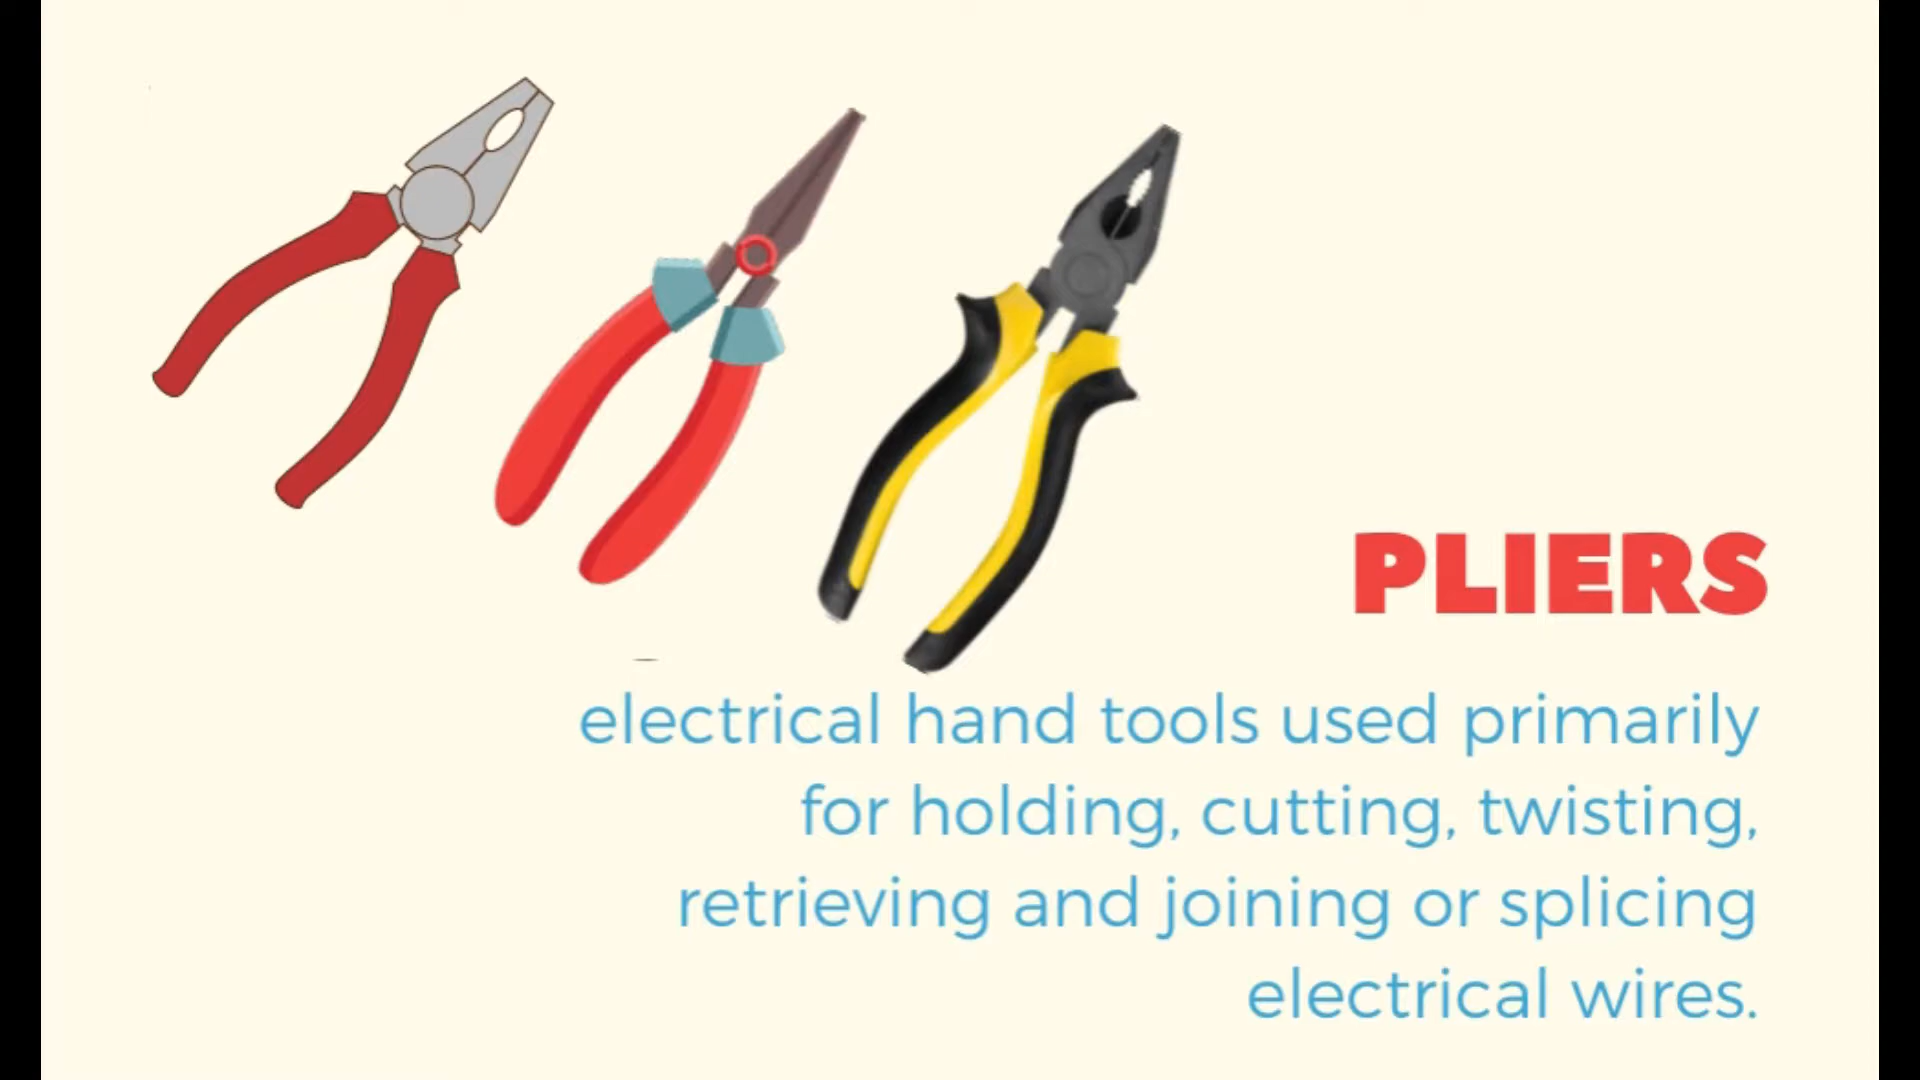 PLIERS
electrical hand tools used primarily
for holding, cutting, twisting,
retrieving and joining or splicing
electrical wires.